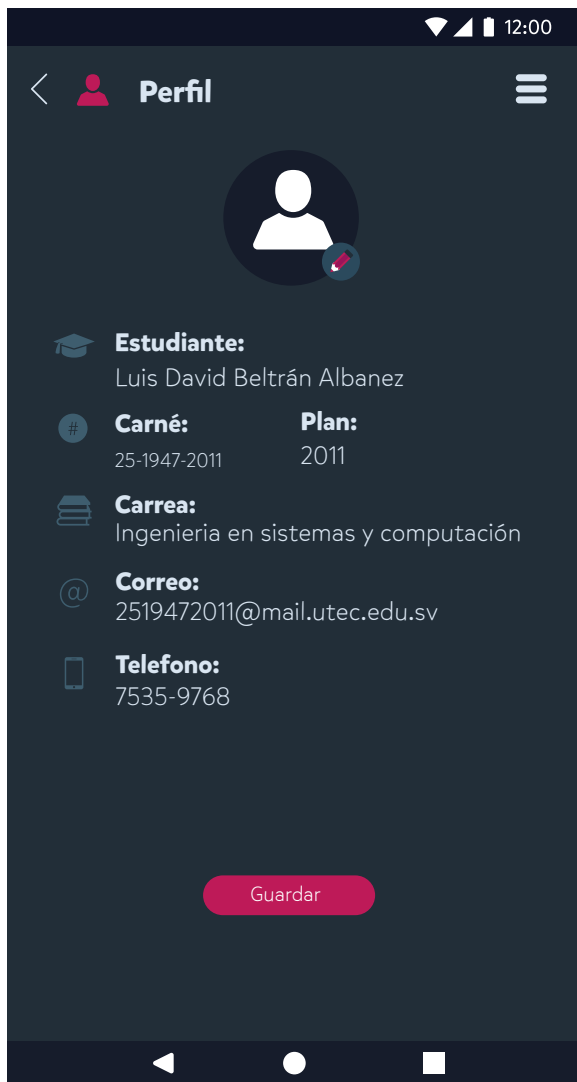 12:00
Perfil
Estudiante:
Luis David Beltrán Albanez
Carné: Plan:
25-1947-2011 2011
Carrea:
Ingenieria en sistemas y computación
Correo:
2519472011@mail.utec.edu.sv
Telefono:
7535-9768
Guardar